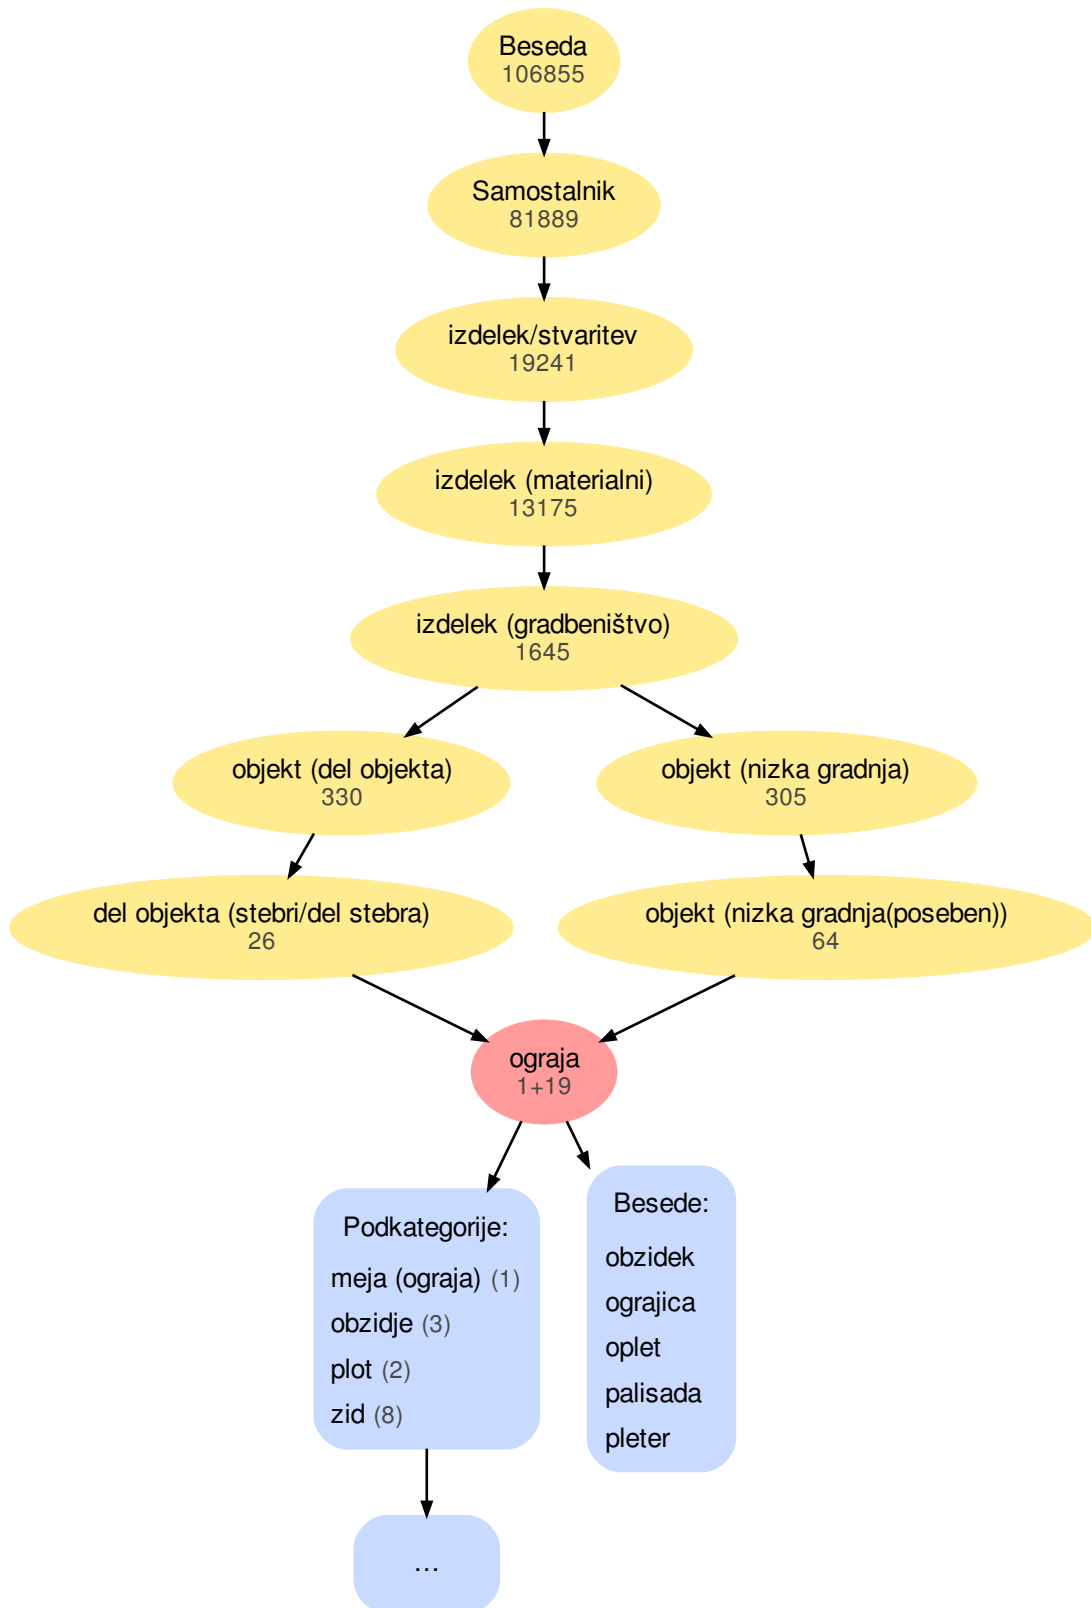 Beseda
106855
Samostalnik
81889
izdelek/stvaritev
19241
izdelek (materialni)
13175
izdelek (gradbeništvo)
1645
objekt (del objekta)
330
objekt (nizka gradnja)
305
del objekta (stebri/del stebra)
26
objekt (nizka gradnja(poseben))
64
ograja
1+19
Podkategorije:
meja (ograja) (1)
obzidje (3)
plot (2)
zid (8)
Besede:
obzidek
ograjica
oplet
palisada
pleter
...